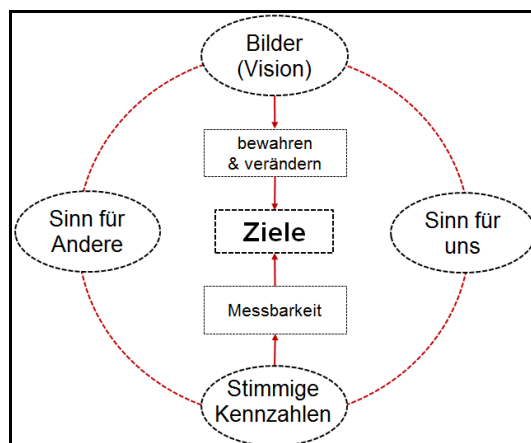 Bilder
(Vision)
bewahren
& verändern
Sinn für
Andere
Ziele
Sinn für
uns
Messbarkeit
Stimmige
Kennzahlen